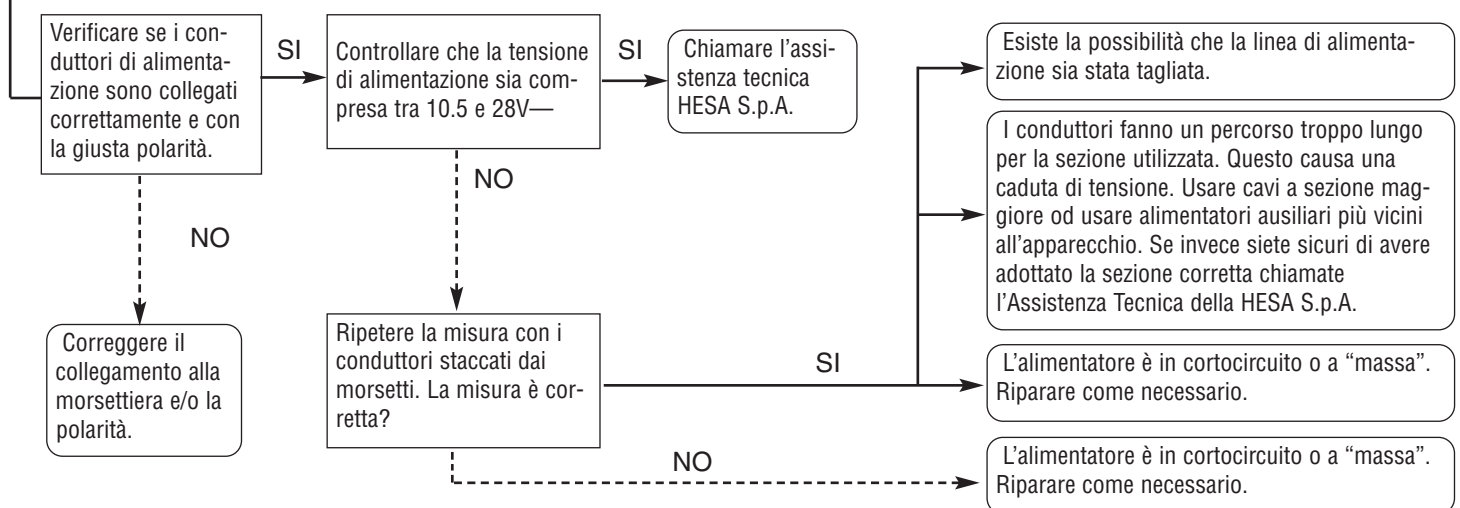 Verificare se i con-
duttori di alimenta-
zione sono collegati
correttamente e con
la giusta polarità.
SI
Controllare che la tensione
di alimentazione sia com-
presa tra 10.5 e 28V—
SI
Chiamare l'assi-
stenza tecnica
HESA S.p.A.
Esiste la possibilità che la linea di alimenta-
zione sia stata tagliata.
I conduttori fanno un percorso troppo lungo
per la sezione utilizzata. Questo causa una
caduta di tensione. Usare cavi a sezione mag-
giore od usare alimentatori ausiliari più vicini
all'apparecchio. Se invece siete sicuri di avere
adottato la sezione corretta chiamate
l'Assistenza Tecnica della HESA S.p.A.
NO
NO
Correggere il
collegamento alla
morsettiera e/o la
polarità.
Ripetere la misura con i
conduttori staccati dai
morsetti. La misura è cor-
retta?
SI
L'alimentatore è in cortocircuito o a “massa”.
Riparare come necessario.
NO
L'alimentatore è in cortocircuito o a “massa”.
Riparare come necessario.